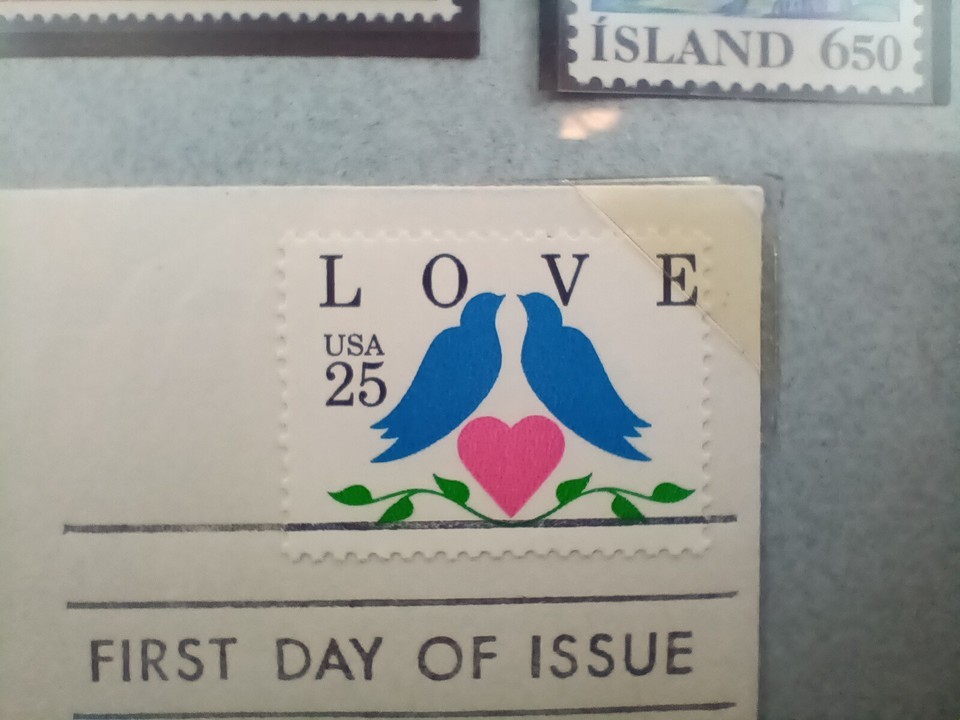 ÍSLAND 650
L O V E
USA
25
FIRST DAY OF ISSUE